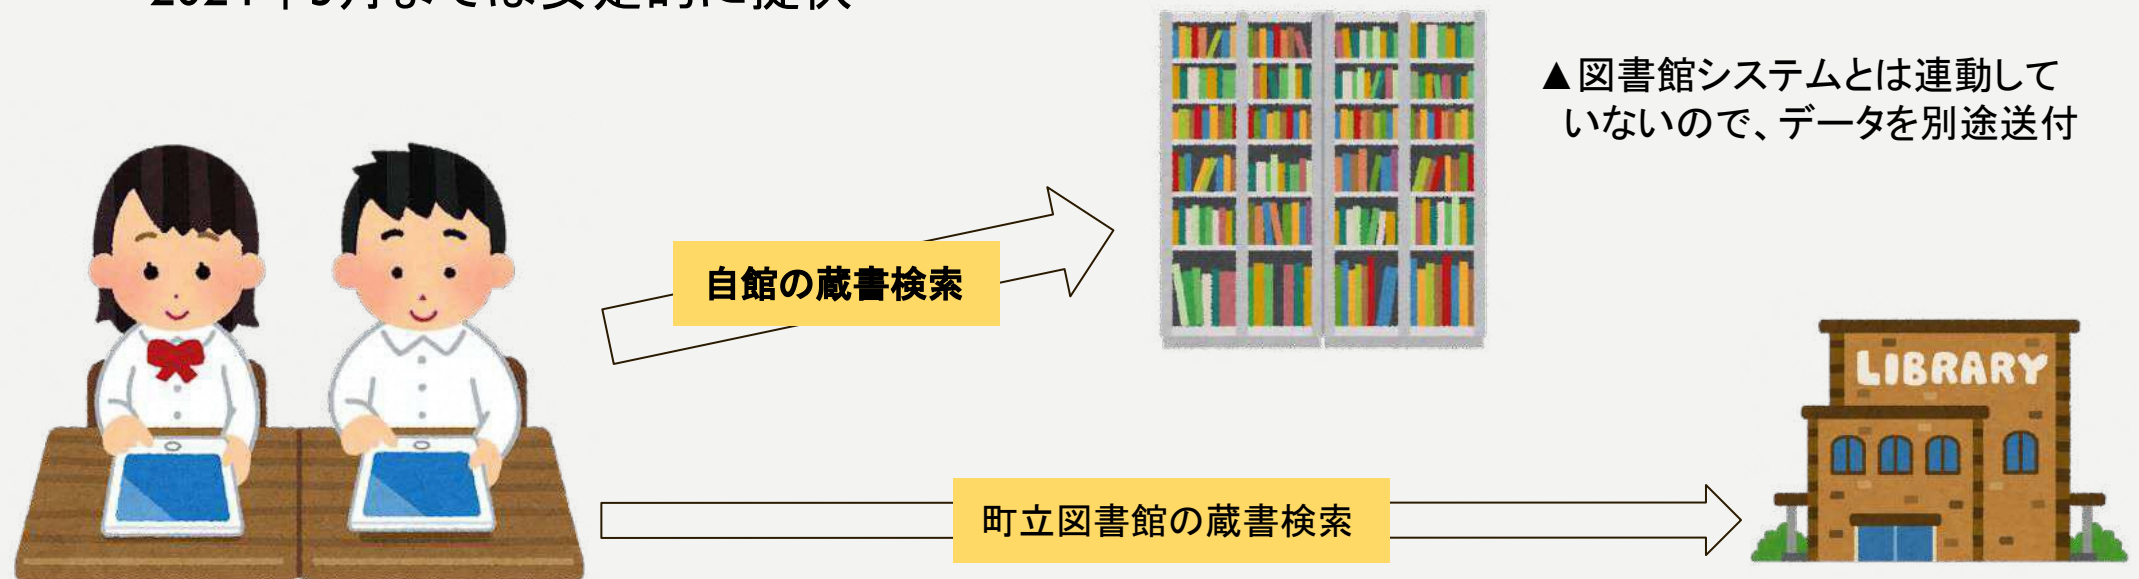 ▲図書館システムとは連動して
いないので、データを別途送付
自館の蔵書検索
LIBRARY
町立図書館の蔵書検索